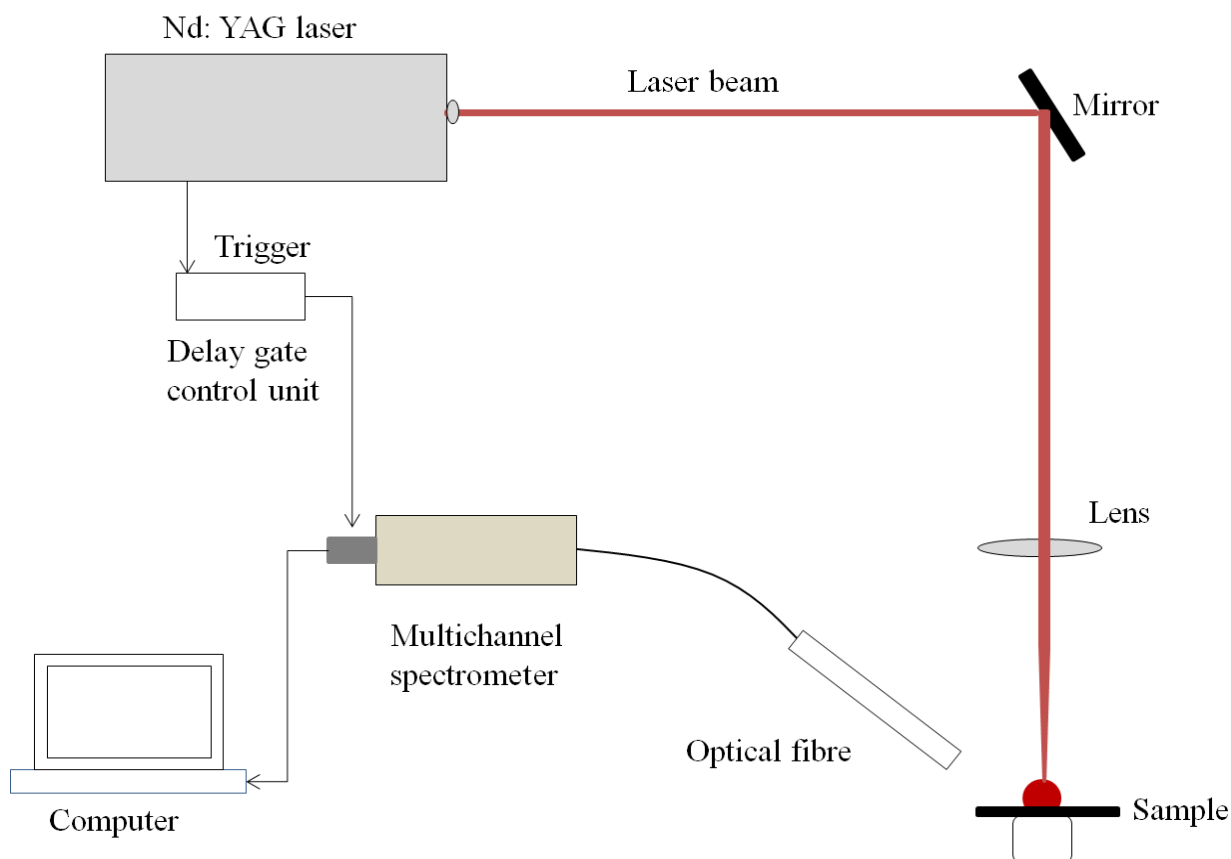 Nd: YAG laser
Laser beam
Mirror
Trigger
Delay gate
control unit
Lens
Multichannel
spectrometer
Optical fibre
Sample
Computer